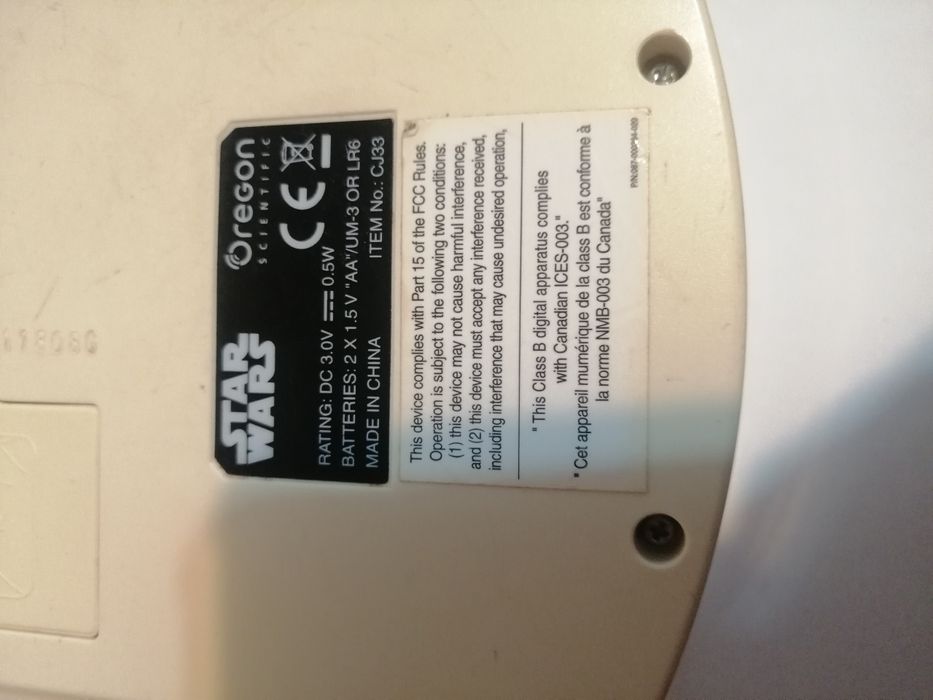 STAR
WARS
Oregon
SCIENTIFIC
CE
RATING: DC 3.0V 0.5W
BATTERIES: 2 X 1.5 V "AA"/UM-3 OR LR6
MADE IN CHINA ITEM No.: CJ33
This device complies with Part 15 of the FCC Rules.
Operation is subject to the following two conditions:
(1) this device may not cause harmful interference,
and (2) this device must accept any interference received,
including interference that may cause undesired operation,
" This Class B digital apparatus complies
with Canadian ICES-003."
" Cet appareil mumérique de la class B est conforme à
la norme NMB-003 du Canada"